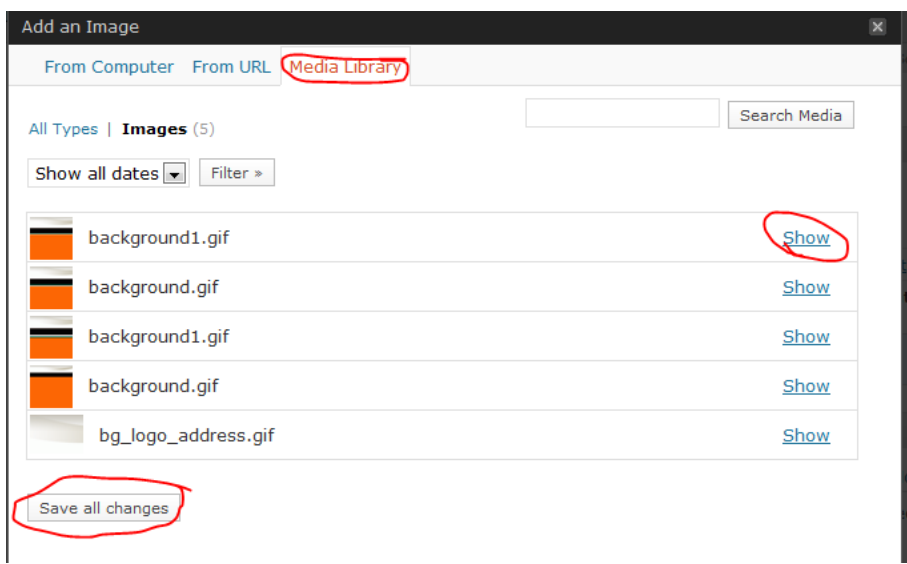 Add an Image
From Computer From URL Media Library
Search Media
All Types | Images (5)
Show all dates Filter »
background1.gif Show
background.gif Show
background1.gif Show
background.gif Show
bg_logo_address.gif Show
Save all changes